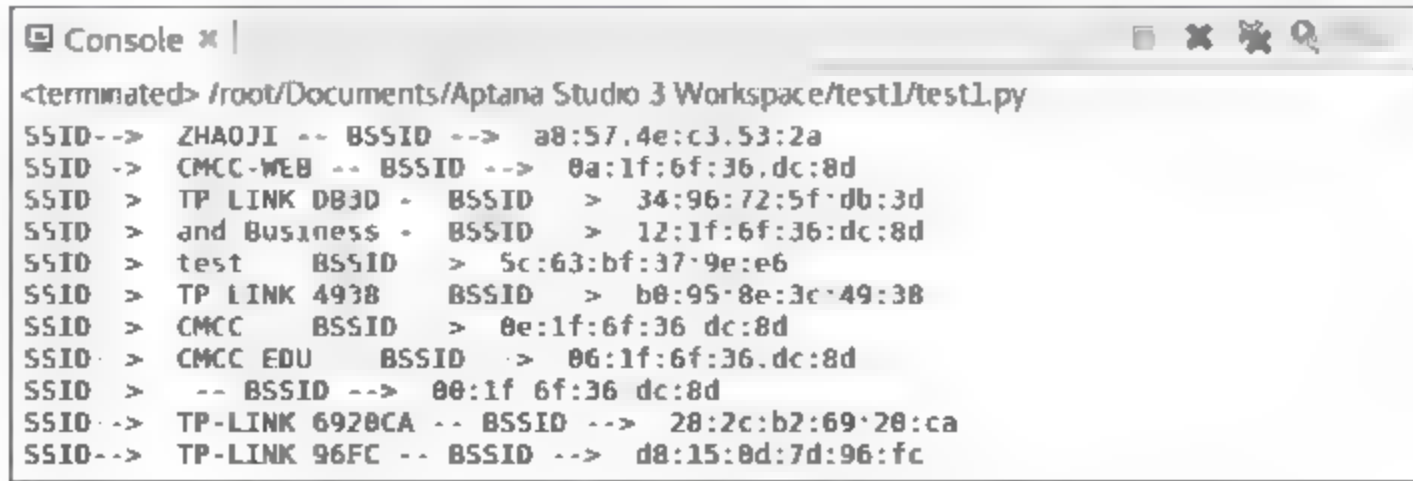 Console
<terminated> /root/Documents/Aptana Studio 3 Workspace/test1/test1.py
SSID--> ZHAOJI -- BSSID --> a8:57.4e:c3.53:2a
SSID -> CMCC-WEB -- BSSID --> 0a:1f:6f:36.dc:8d
SSID > TP LINK DB3D - BSSID > 34:96:72:5f:db:3d
SSID > and Business - BSSID > 12:1f:6f:36:dc:8d
SSID > test BSSID > 5c:63:bf:37:9e:e6
SSID > TP LINK 4938 BSSID > b0:95 8e:3c:49:38
SSID > CMCC BSSID > 0e:1f:6f:36 dc:8d
SSID > CMCC EDU BSSID -> 06:1f:6f:36.dc:8d
SSID > -- BSSID --> 00:1f 6f:36 dc:8d
SSID--> TP-LINK 6920CA -- BSSID --> 28:2c:b2:69:20:ca
SSID--> TP-LINK 96FC -- BSSID --> d8:15:0d:7d:96:fc